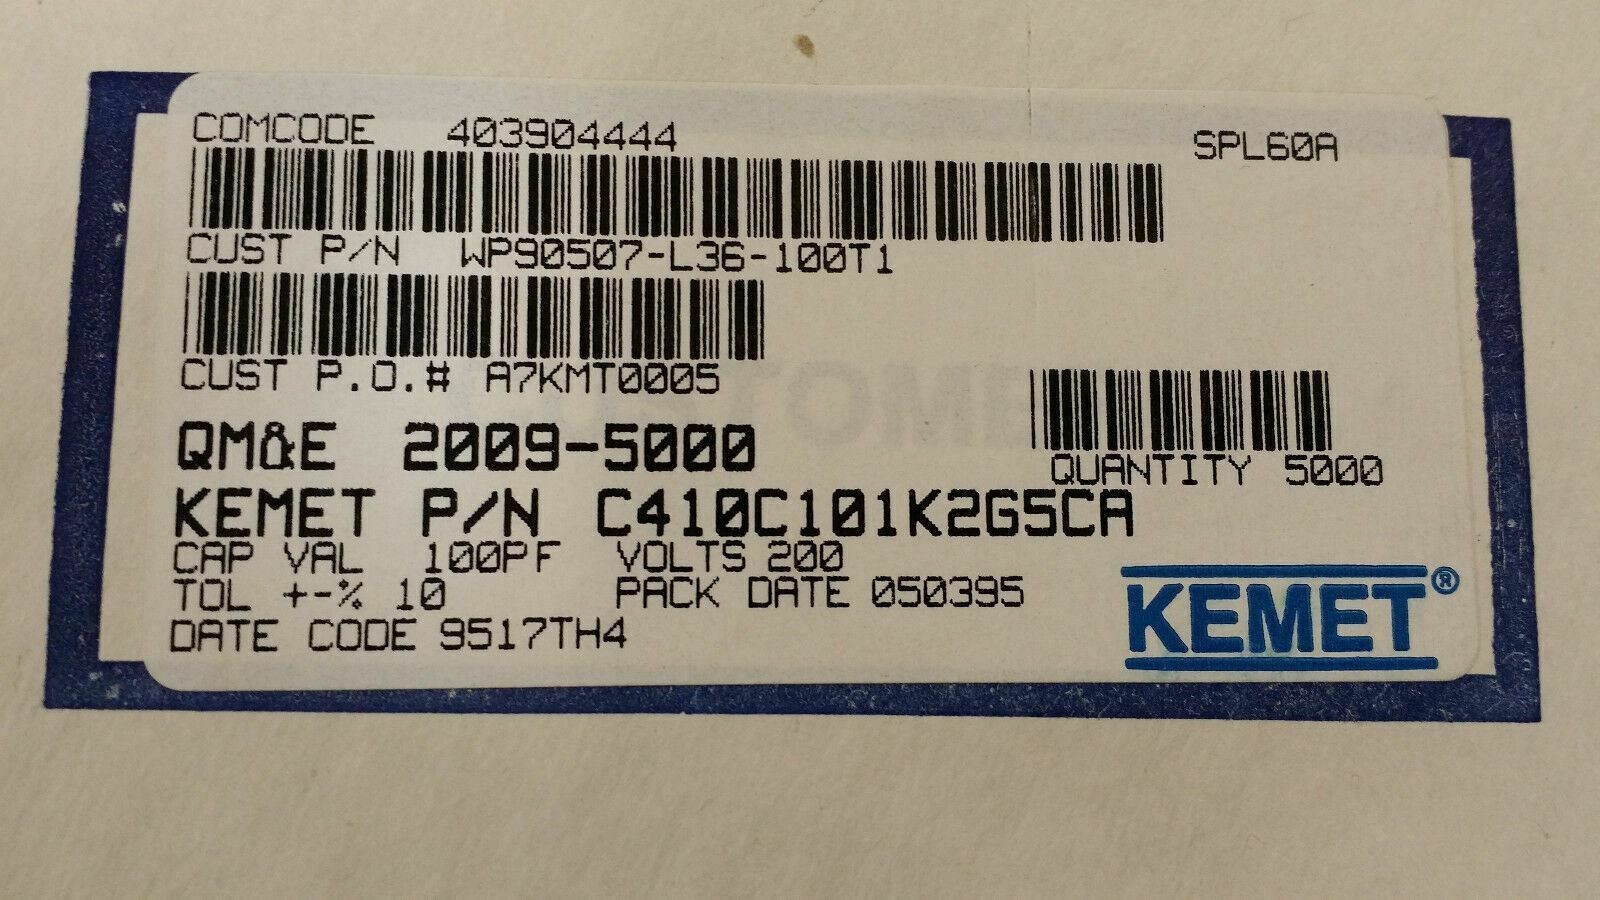 COMCODE 403904444
SPL60A
CUST P/N WP90507-L36-100T1
CUST P.O.# A7KMT0005
QM&E 2009-5000
QUANTITY 5000
KEMET P/N C410C101K2G5CA
CAP VAL 100PF VOLTS 200
TOL +-% 10 PACK DATE 050395
DATE CODE 9517TH4
KEMET®